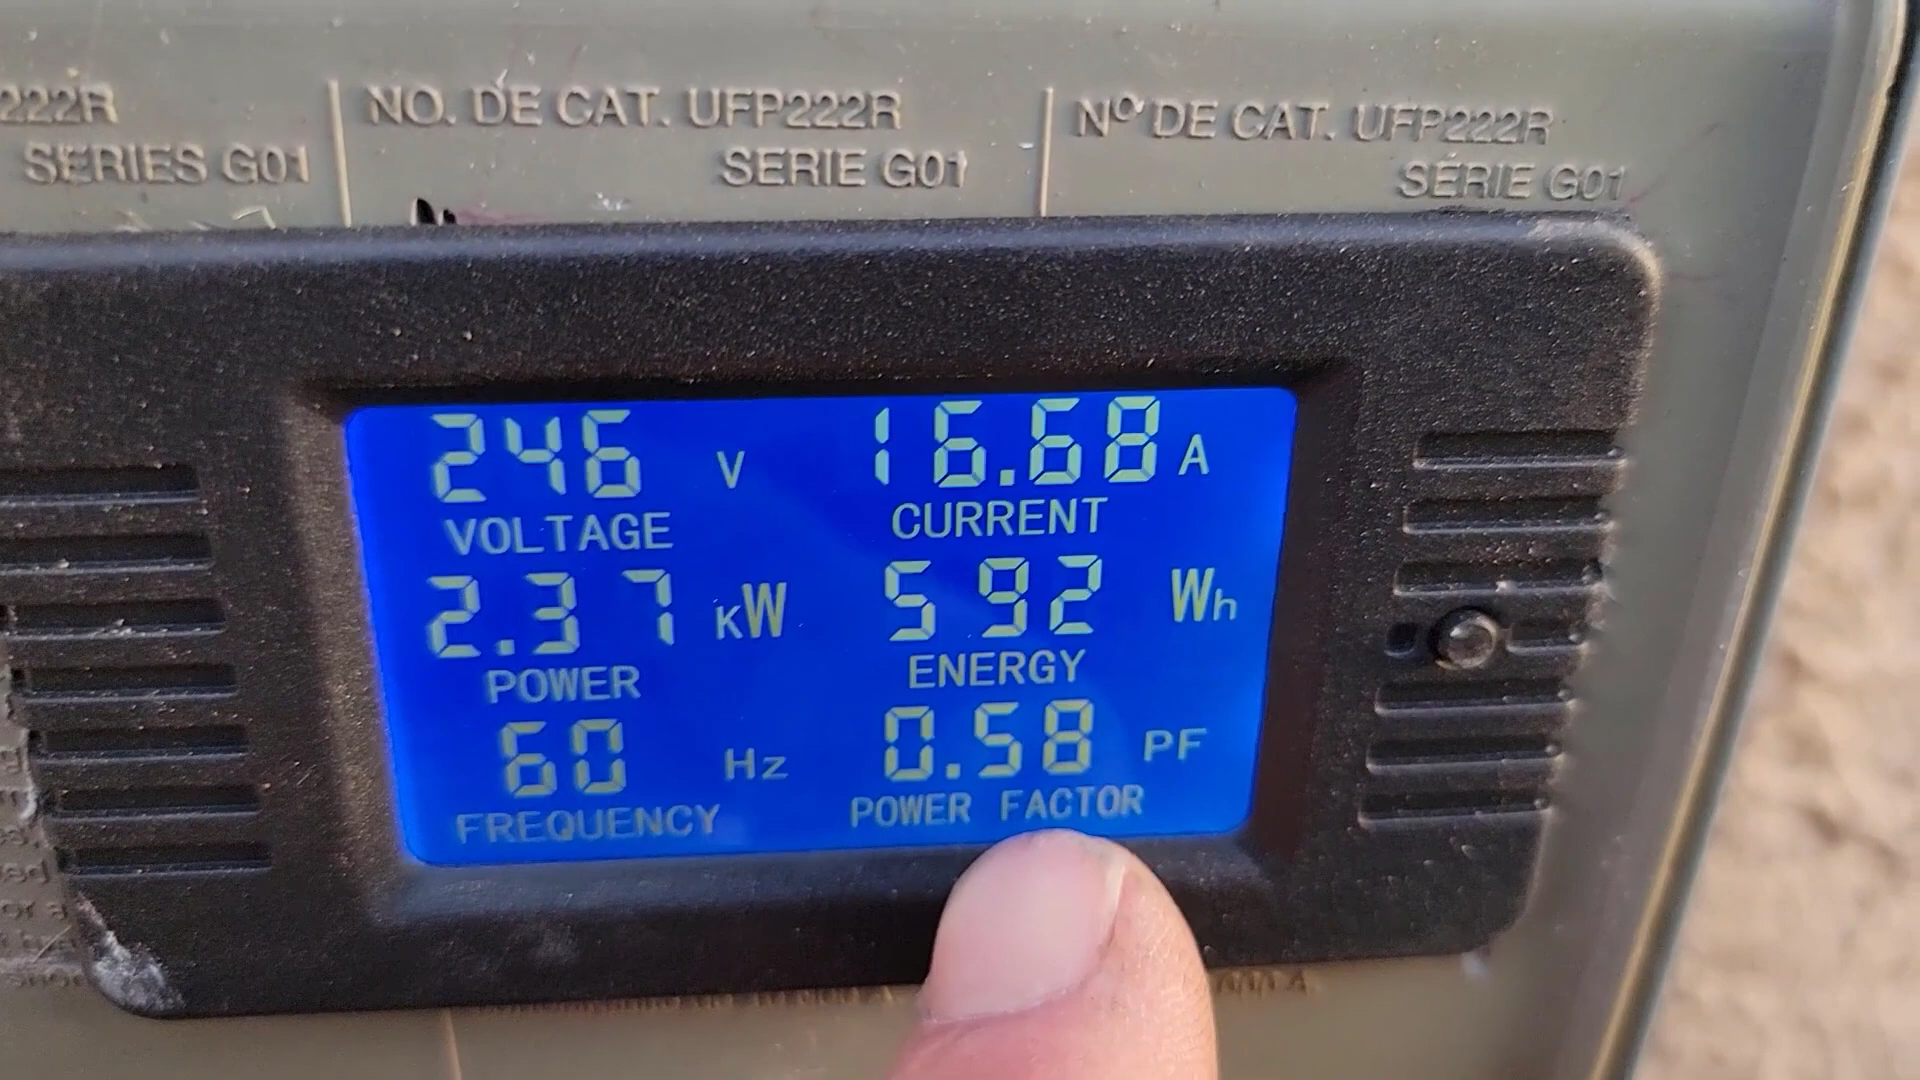 222R
SERIES G01
NO. DE CAT. UFP222R
SERIE G01
Nº DE CAT. UFP222R
SÉRIE G01
246 V
VOLTAGE
16.68 A
CURRENT
2.37 KW
POWER
592 Wh
ENERGY
60 Hz
FREQUENCY
0.58 PF
POWER FACTOR